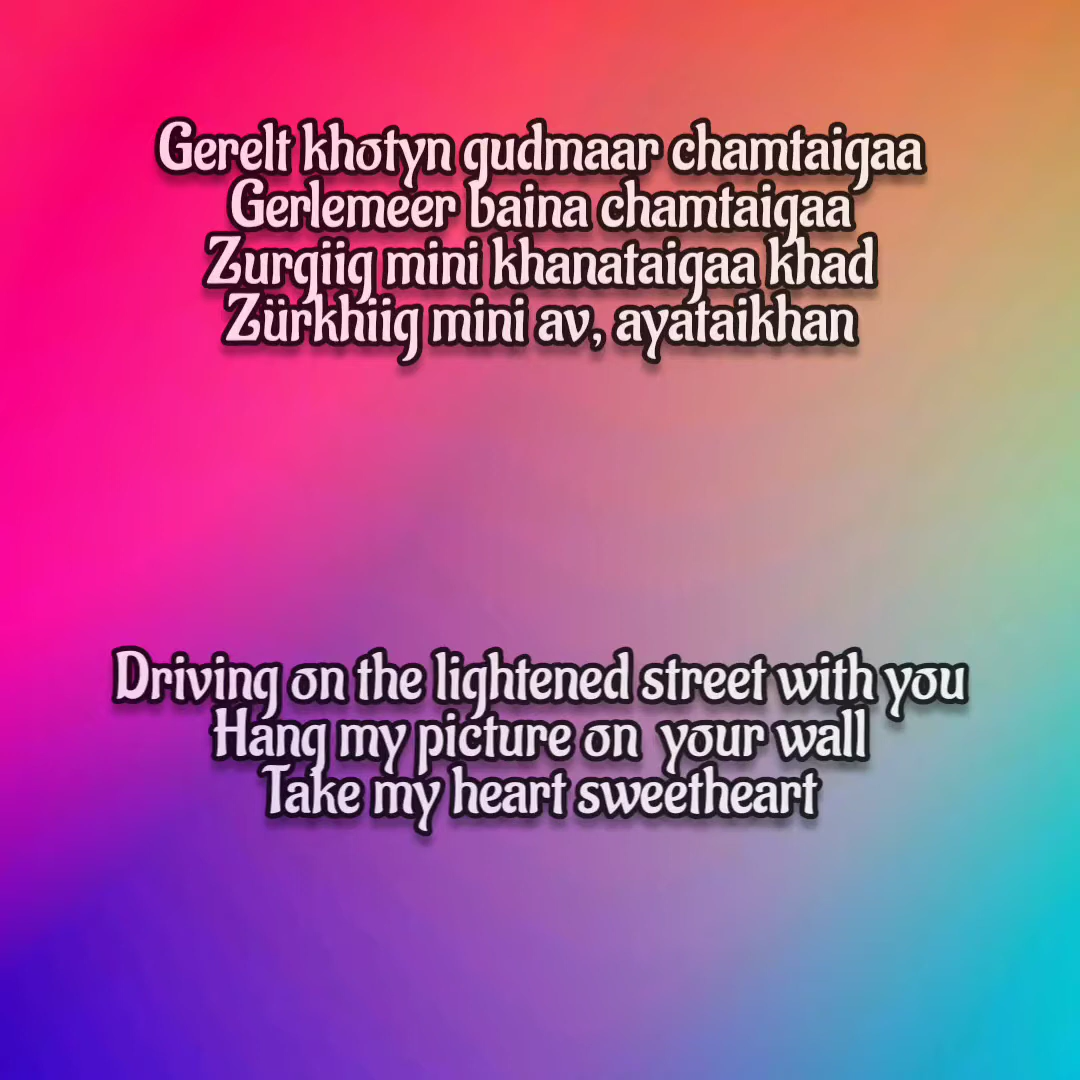 Gerelt khotyn gudmaar chamtaigaa
Gerlemeer baina chamtaigaa
Zurgiig mini khanataigaa khad
Zürkhiig mini av, ayataikhan
Driving on the lightened street with you
Hang my picture on your wall
Take my heart sweetheart